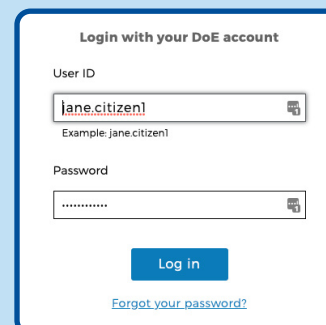 Login with your DoE account
User ID
jane.citizen1
Example: jane.citizen1
Password
............
Log in
Forgot your password?